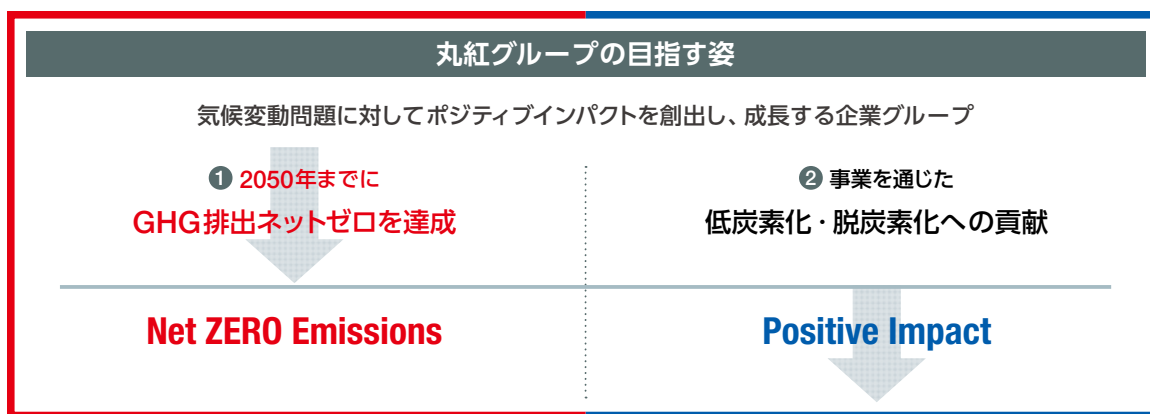 丸紅グループの目指す姿
気候変動問題に対してポジティブインパクトを創出し、成長する企業グループ
❶ 2050年までに
GHG排出ネットゼロを達成
❷ 事業を通じた
低炭素化・脱炭素化への貢献
Net ZERO Emissions
Positive Impact